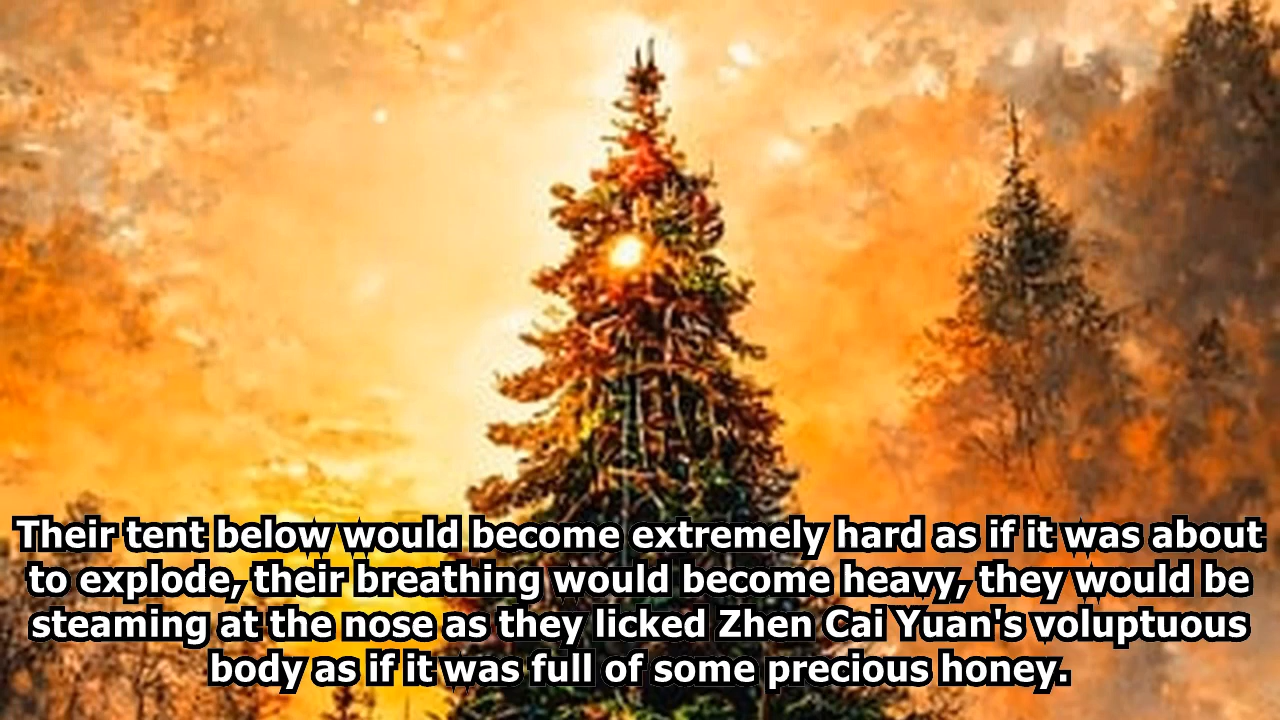 Their tent below would become extremely hard as if it was about
to explode, their breathing would become heavy, they would be
steaming at the nose as they licked Zhen Cai Yuan's voluptuous
body as if it was full of some precious honey.